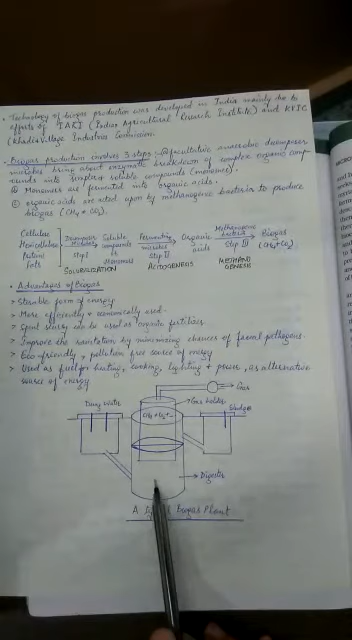 • Technology of biogas production was developed in India mainly due to
efforts of IARI (Indian Agricultural Research Institute) and KVIC
(Khadi & Village Industries Commission.
• Biogas production involves 3 steps → facultative anaerobic decomposer
microbes bring about enzymatic breakdown of complex organic comp-
ounds into simpler soluble compounds (monomers).
ⓑ Monomers are fermented into organic acids.
ⓒ organic acids are acted upon by methanogenic bacteria to produce
biogas (CH4 + CO2).
Cellulose
Hemicellulose
Proteins
Fats
Decomposer
Microbes
Step I
SOLUBILIZATION
Soluble
compounds
or
monomers
Fermenting
microbes
Step II
ACIDOGENESIS
Organic
acids
Methanogenic
bacteria
Step III
METHANO
GENESIS
Biogas
(CH4+CO2)
• Advantages of Biogas
> Storable form of energy
> More efficiently & economically used.
> Spent slurry can be used as organic fertilizer
> Improve the sanitation by minimizing chances of faecal pathogens.
> Eco-friendly & pollution free source of energy
> Used as fuel for heating, cooking, lighting & power, as alternative
source of energy
Gas
Gas holder
Dung water
Sludge
CH4 + CO2 +
Digester
A biogas Plant